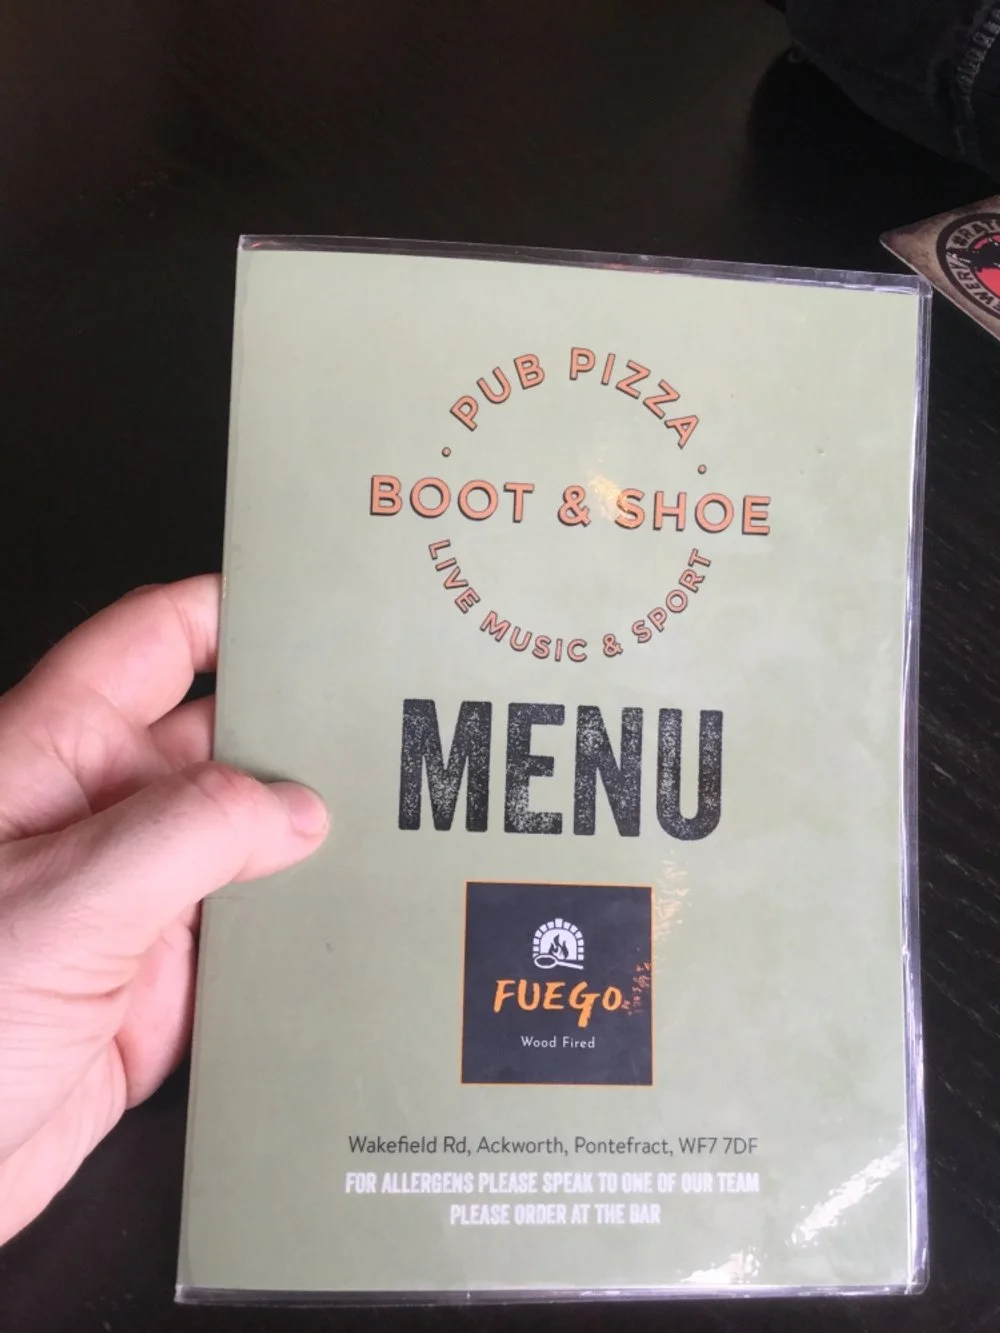 PUB PIZZA
BOOT & SHOE
LIVE MUSIC & SPORT
MENU
FUEGO
Wood Fired
Wakefield Rd, Ackworth, Pontefract, WF7 7DF
FOR ALLERGENS PLEASE SPEAK TO ONE OF OUR TEAM
PLEASE ORDER AT THE BAR